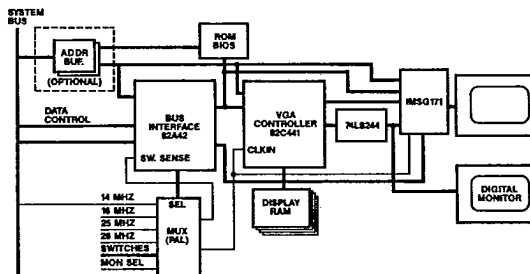 SYSTEM
BUS
ADDR
BUF.
(OPTIONAL)
ROM
BIOS
DATA
CONTROL
BUS
INTERFACE
82A42
SW. SENSE
VGA
CONTROLLER
82C441
CLKIN
74LS244
IMSG171
DISPLAY
RAM
DIGITAL
MONITOR
14 MHZ
16 MHZ
25 MHZ
28 MHZ
SWITCHES
MON SEL
SEL
MUX
(PAL)